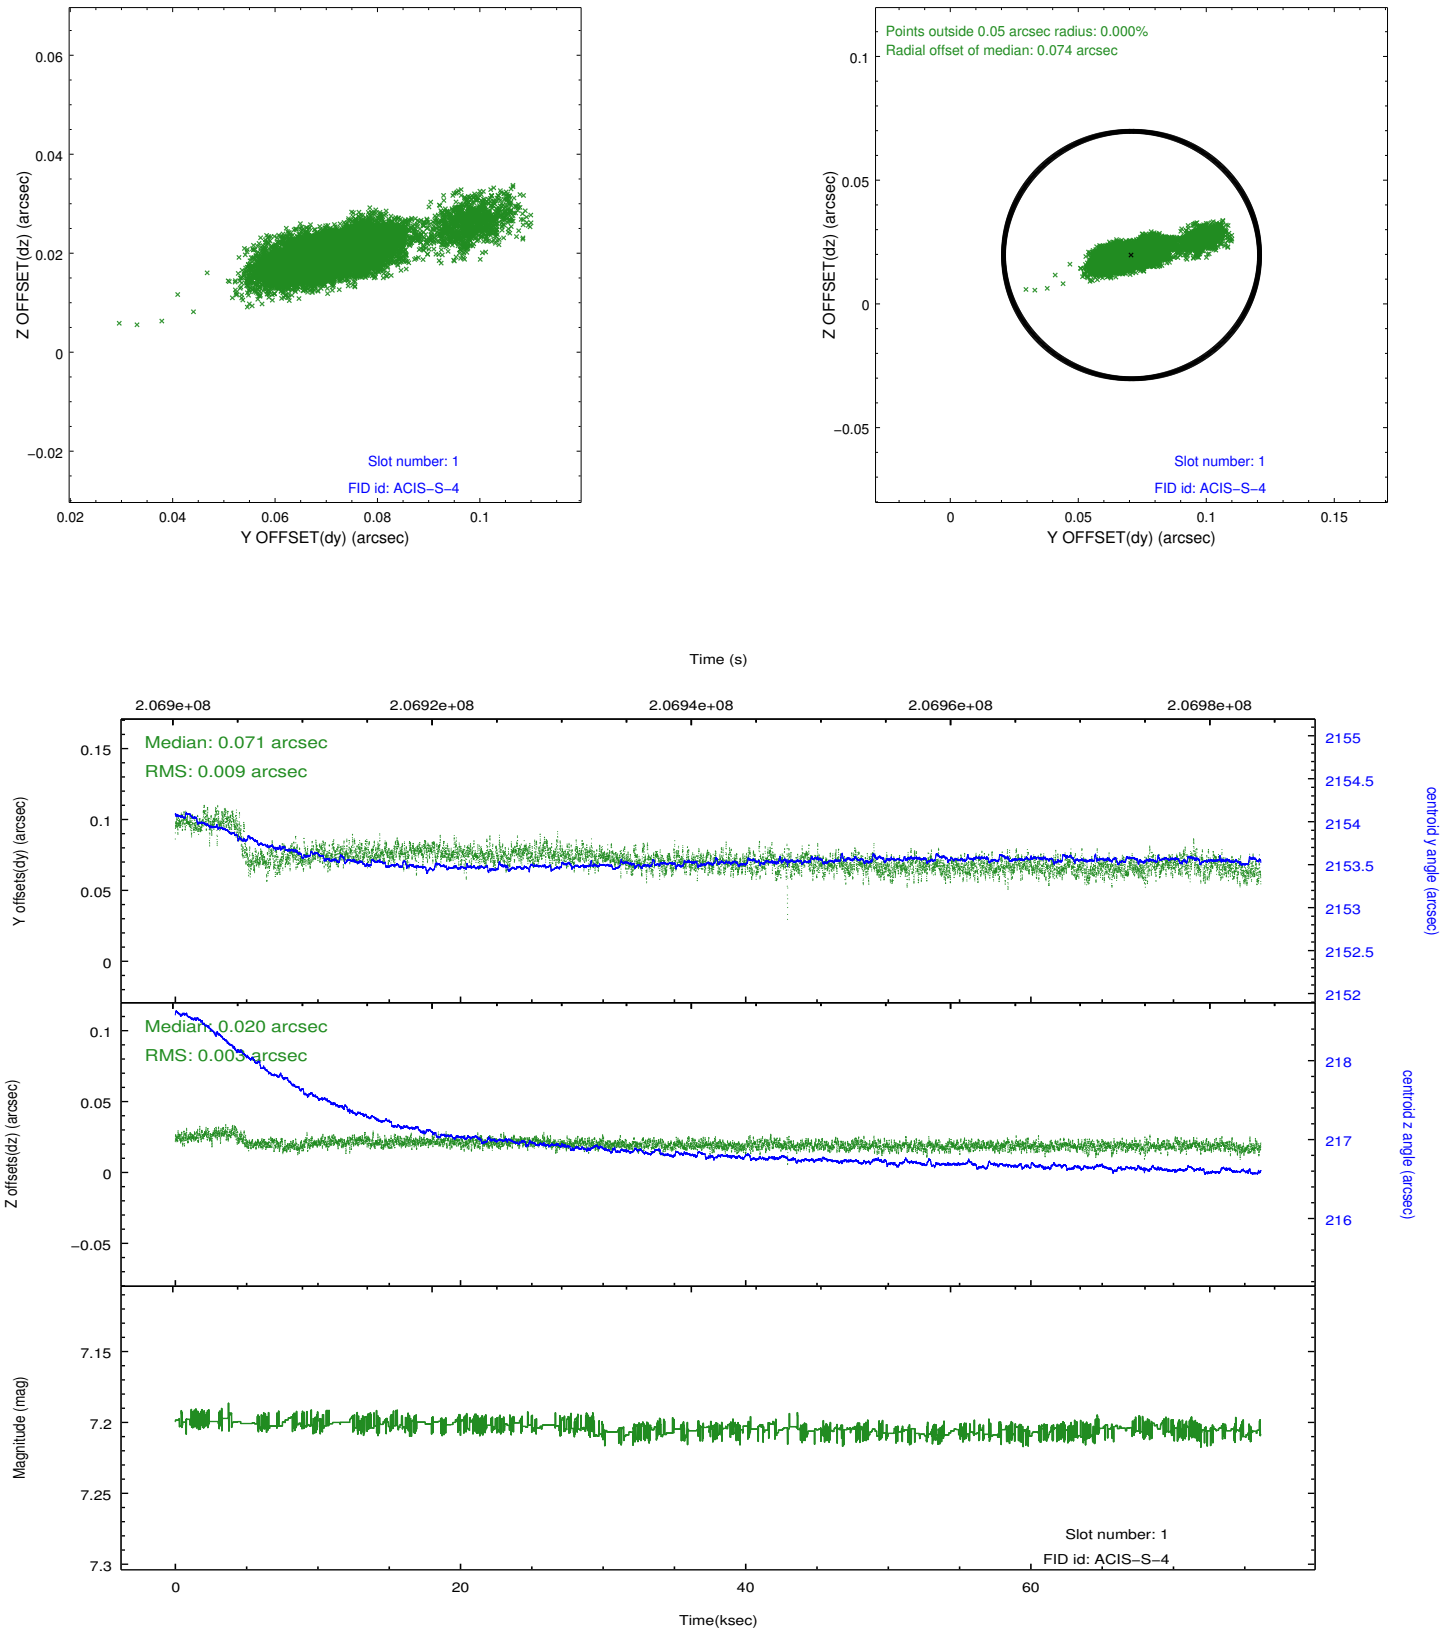 0.06
0.04
0.02
0
−0.02
Z OFFSET(dz) (arcsec)
Slot number: 1
FID id: ACIS−S−4
0.02 0.04 0.06 0.08 0.1
Y OFFSET(dy) (arcsec)
Points outside 0.05 arcsec radius: 0.000%
Radial offset of median: 0.074 arcsec
0.1
0.05
0
−0.05
Z OFFSET(dz) (arcsec)
Slot number: 1
FID id: ACIS−S−4
0 0.05 0.1 0.15
Y OFFSET(dy) (arcsec)
Time (s)
2.069e+08 2.0692e+08 2.0694e+08 2.0696e+08 2.0698e+08
Median: 0.071 arcsec
RMS: 0.009 arcsec
0.15
0.1
0.05
0
Y offsets(dy) (arcsec)
2155
2154.5
2154
2153.5
2153
2152.5
2152
centroid y angle (arcsec)
Median: 0.020 arcsec
RMS: 0.003 arcsec
0.1
0.05
0
−0.05
Z offsets(dz) (arcsec)
218
217
216
centroid z angle (arcsec)
7.15
7.2
7.25
7.3
Magnitude (mag)
Slot number: 1
FID id: ACIS−S−4
0 20 40 60
Time(ksec)